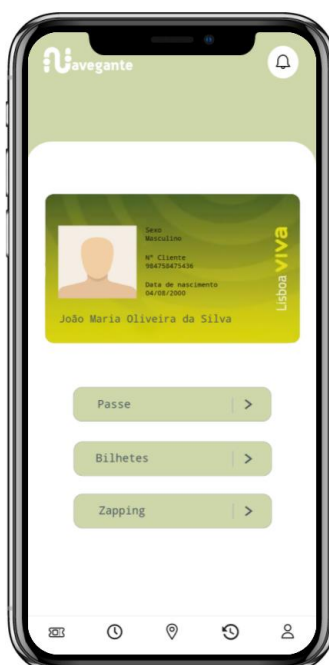 Navegante
Sexo
Masculino
Nº Cliente
984758475436
Data de nascimento
04/08/2000
Lisboa VIVA
João Maria Oliveira da Silva
Passe
Bilhetes
Zapping